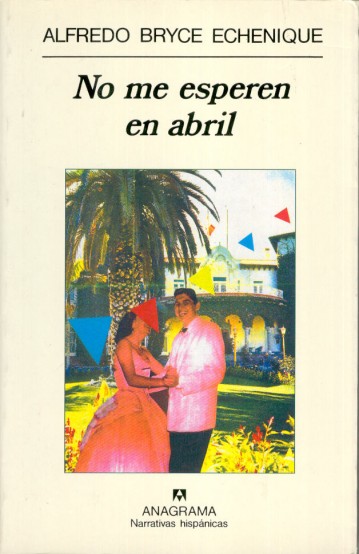 ALFREDO BRYCE ECHENIQUE
No me esperen
en abril
ANAGRAMA
Narrativas hispánicas